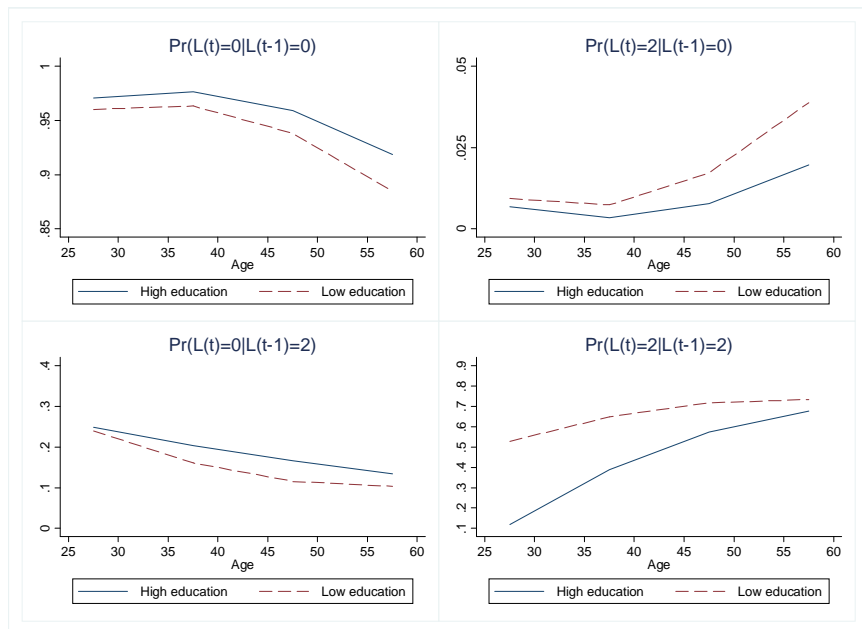 Pr(L(t)=0|L(t-1)=0)
1
.95
.9
.85
25 30 35 40 45 50 55 60
Age
High education Low education
Pr(L(t)=2|L(t-1)=0)
.05
.025
0
25 30 35 40 45 50 55 60
Age
High education Low education
Pr(L(t)=0|L(t-1)=2)
.4
.3
.2
.1
0
25 30 35 40 45 50 55 60
Age
High education Low education
Pr(L(t)=2|L(t-1)=2)
.9
.8
.7
.6
.5
.4
.3
.2
.1
25 30 35 40 45 50 55 60
Age
High education Low education